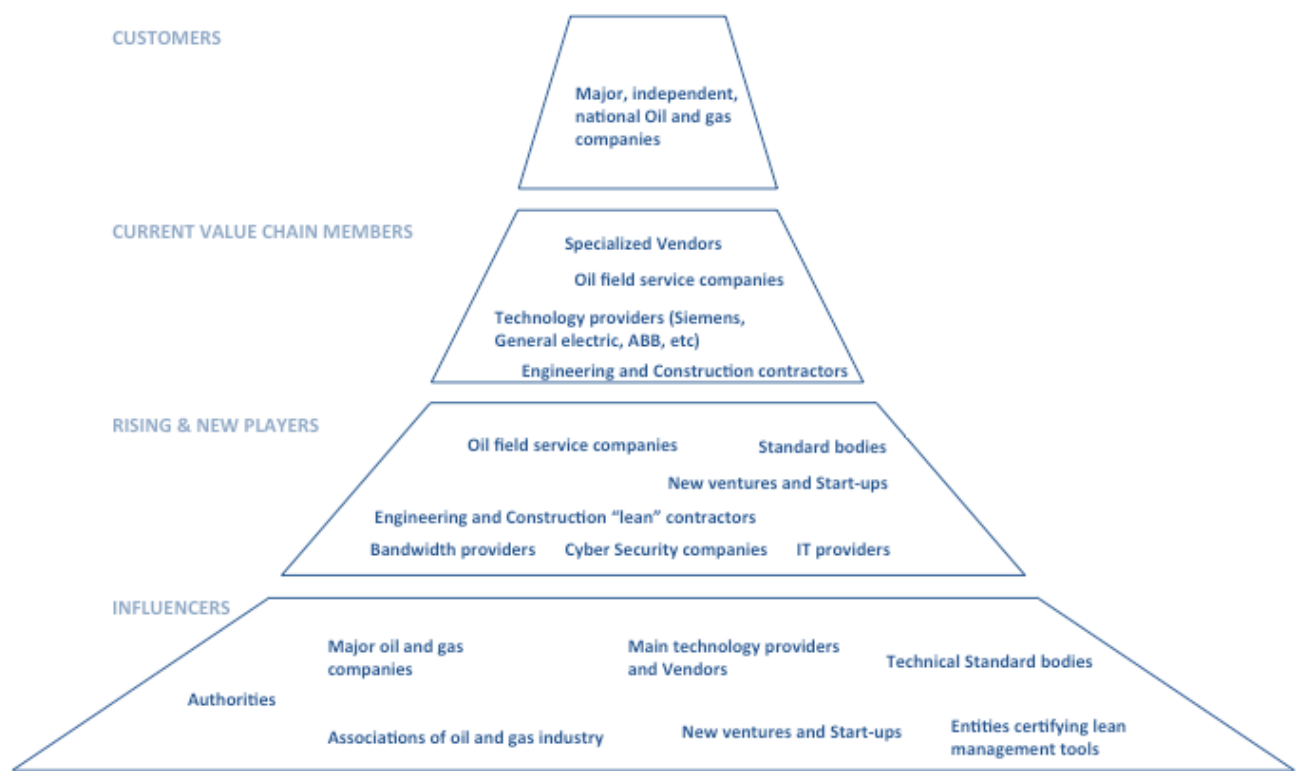 CUSTOMERS
Major, independent,
national Oil and gas
companies
CURRENT VALUE CHAIN MEMBERS
Specialized Vendors
Oil field service companies
Technology providers (Siemens,
General electric, ABB, etc)
Engineering and Construction contractors
RISING & NEW PLAYERS
Oil field service companies
Standard bodies
New ventures and Start-ups
Engineering and Construction “lean” contractors
Bandwidth providers
Cyber Security companies
IT providers
INFLUENCERS
Major oil and gas
companies
Main technology providers
and Vendors
Technical Standard bodies
Authorities
Associations of oil and gas industry
New ventures and Start-ups
Entities certifying lean
management tools